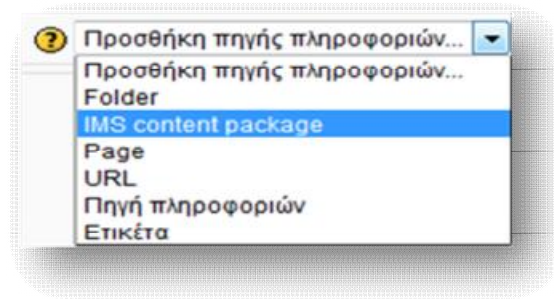 Προσθήκη πηγής πληροφοριών...
Προσθήκη πηγής πληροφοριών...
Folder
IMS content package
Page
URL
Πηγή πληροφοριών
Ετικέτα